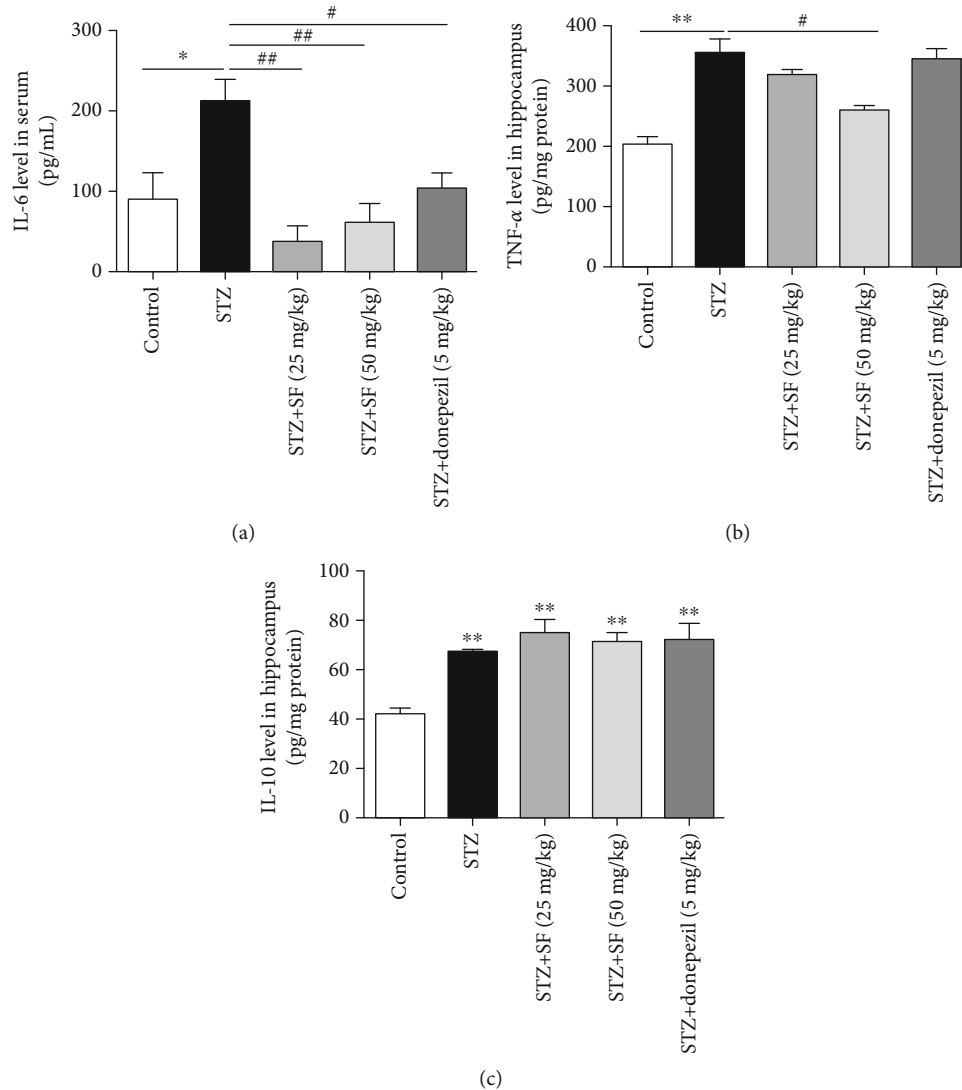 #
##
##
*
300
200
100
0
IL-6 level in serum
(pg/mL)
Control
STZ
STZ+SF (25 mg/kg)
STZ+SF (50 mg/kg)
STZ+donepezil (5 mg/kg)
(a)
**
#
400
300
200
100
0
TNF-α level in hippocampus
(pg/mg protein)
Control
STZ
STZ+SF (25 mg/kg)
STZ+SF (50 mg/kg)
STZ+donepezil (5 mg/kg)
(b)
100
80
60
40
20
0
IL-10 level in hippocampus
(pg/mg protein)
**
**
**
**
Control
STZ
STZ+SF (25 mg/kg)
STZ+SF (50 mg/kg)
STZ+donepezil (5 mg/kg)
(c)